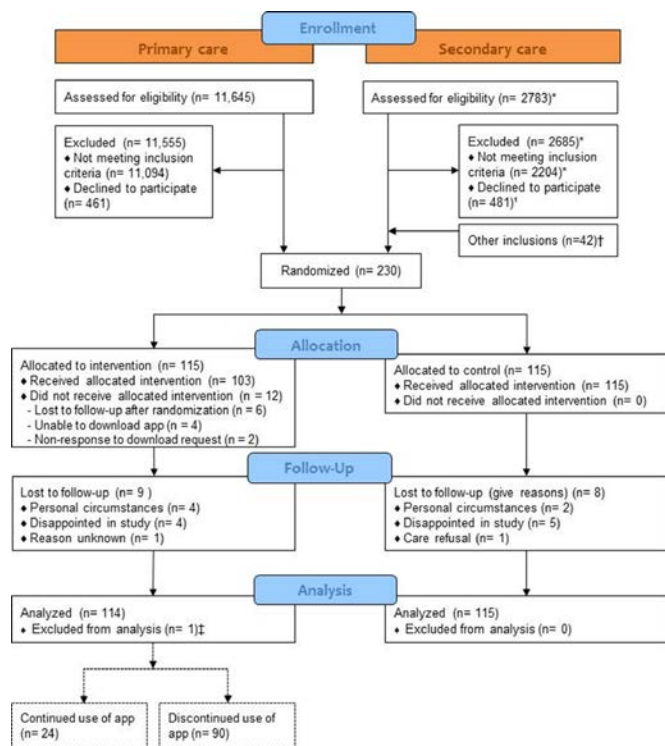 Enrollment
Primary care
Secondary care
Assessed for eligibility (n= 11,645)
Assessed for eligibility (n= 2783)*
Excluded (n= 11,555)
♦ Not meeting inclusion
criteria (n= 11,094)
♦ Declined to participate
(n= 461)
Excluded (n= 2685)*
♦ Not meeting inclusion
criteria (n= 2204)*
♦ Declined to participate
(n= 481)¹
Other inclusions (n=42)†
Randomized (n= 230)
Allocation
Allocated to intervention (n= 115)
♦ Received allocated intervention (n= 103)
♦ Did not receive allocated intervention (n= 12)
- Lost to follow-up after randomization (n = 6)
- Unable to download app (n = 4)
- Non-response to download request (n = 2)
Allocated to control (n= 115)
♦ Received allocated intervention (n= 115)
♦ Did not receive allocated intervention (n= 0)
Follow-Up
Lost to follow-up (n= 9 )
♦ Personal circumstances (n= 4)
♦ Disappointed in study (n= 4)
♦ Reason unknown (n= 1)
Lost to follow-up (give reasons) (n= 8)
♦ Personal circumstances (n= 2)
♦ Disappointed in study (n= 5)
♦ Care refusal (n= 1)
Analysis
Analyzed (n= 114)
♦ Excluded from analysis (n= 1)‡
Analyzed (n= 115)
♦ Excluded from analysis (n= 0)
Continued use of app
(n= 24)
Discontinued use of
app (n= 90)